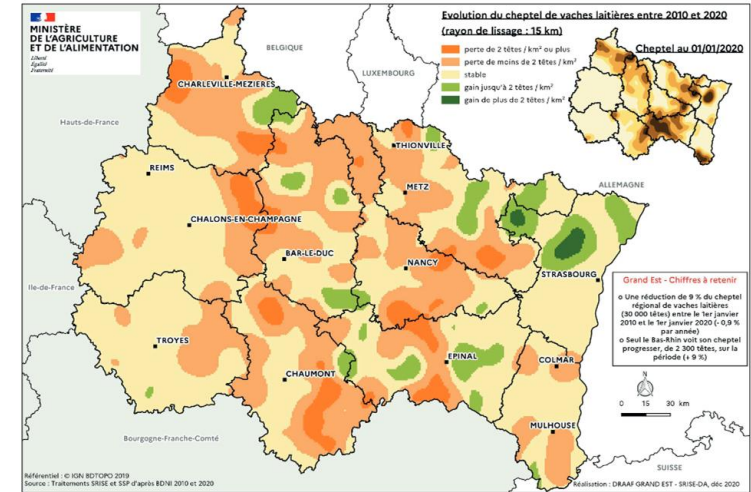 MINISTÈRE
DE L'AGRICULTURE
ET DE L'ALIMENTATION
Liberté
Égalité
Fraternité
Evolution du cheptel de vaches laitières entre 2010 et 2020
(rayon de lissage : 15 km)
perte de 2 têtes / km² ou plus
perte de moins de 2 têtes / km²
stable
gain jusqu'à 2 têtes / km²
gain de plus de 2 têtes / km²
Cheptel au 01/01/2020
BELGIQUE
LUXEMBOURG
CHARLEVILLE-MEZIERES
Hauts-de-France
THIONVILLE
REIMS
METZ
ALLEMAGNE
CHALONS-EN-CHAMPAGNE
BAR-LE-DUC
NANCY
STRASBOURG
Ile-de-France
Grand Est - Chiffres à retenir
o Une réduction de 9 % du cheptel
régional de vaches laitières
(30 000 têtes) entre le 1er janvier
2010 et le 1er janvier 2020 (- 0,9 %
par année)
o Seul le Bas-Rhin voit son cheptel
progresser, de 2 300 têtes, sur la
période (+ 9 %)
TROYES
EPINAL
COLMAR
CHAUMONT
N
0 15 30 km
MULHOUSE
Bourgogne-Franche-Comté
SUISSE
Référentiel : © IGN BDTOPO 2019
Source : Traitements SRISE et SSP d'après BDNI 2010 et 2020
Réalisation : DRAAF GRAND EST - SRISE-DA, déc 2020